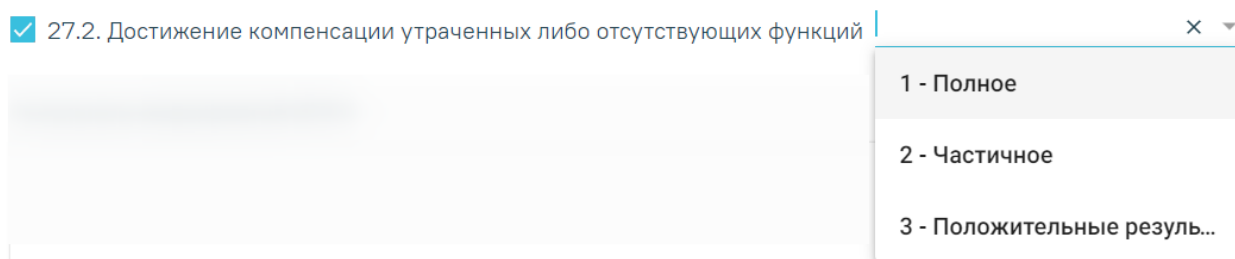 27.2. Достижение компенсации утраченных либо отсутствующих функций
1 - Полное
2 - Частичное
3 - Положительные резуль...